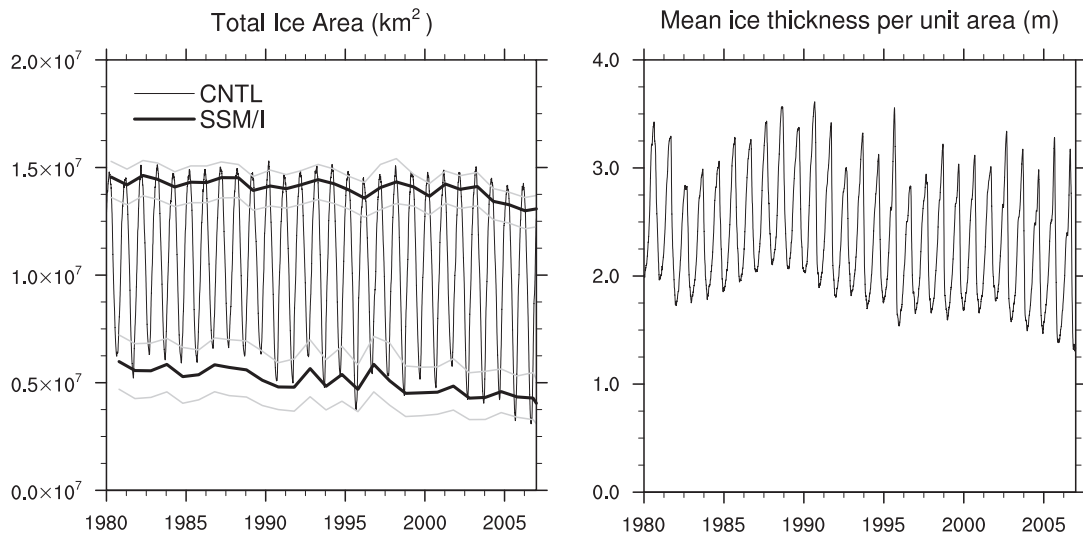 Total Ice Area (km²)
2.0×10⁷
1.5×10⁷
1.0×10⁷
0.5×10⁷
0.0×10⁷
CNTL
SSM/I
1980 1985 1990 1995 2000 2005
Mean ice thickness per unit area (m)
4.0
3.0
2.0
1.0
0.0
1980 1985 1990 1995 2000 2005